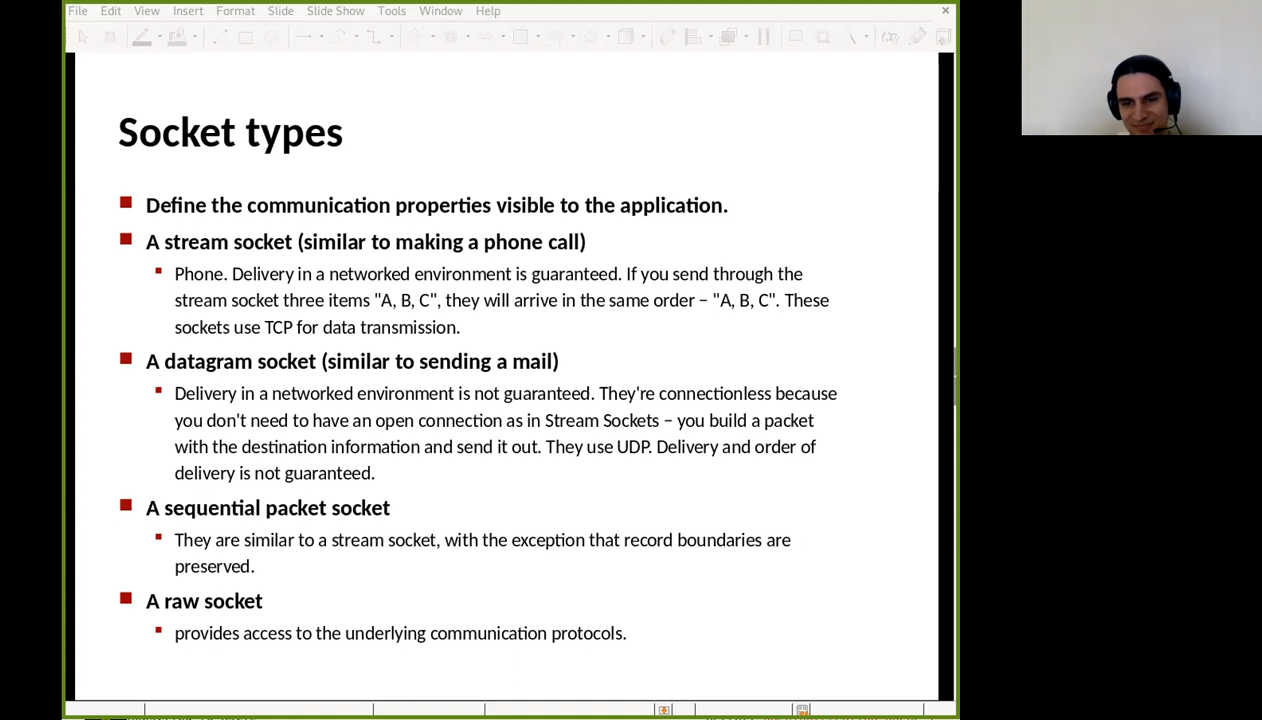 File Edit View Insert Format Slide Slide Show Tools Window Help
Socket types
Define the communication properties visible to the application.
A stream socket (similar to making a phone call)
Phone. Delivery in a networked environment is guaranteed. If you send through the
stream socket three items "A, B, C", they will arrive in the same order − "A, B, C". These
sockets use TCP for data transmission.
A datagram socket (similar to sending a mail)
Delivery in a networked environment is not guaranteed. They're connectionless because
you don't need to have an open connection as in Stream Sockets − you build a packet
with the destination information and send it out. They use UDP. Delivery and order of
delivery is not guaranteed.
A sequential packet socket
They are similar to a stream socket, with the exception that record boundaries are
preserved.
A raw socket
provides access to the underlying communication protocols.